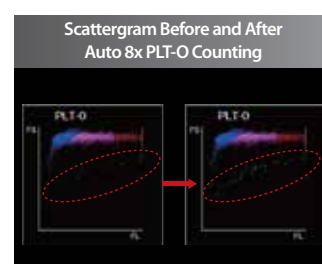 Scattergram Before and After
Auto 8x PLT-O Counting
PLT-O
PLT-O
FS
FS
FL
FL